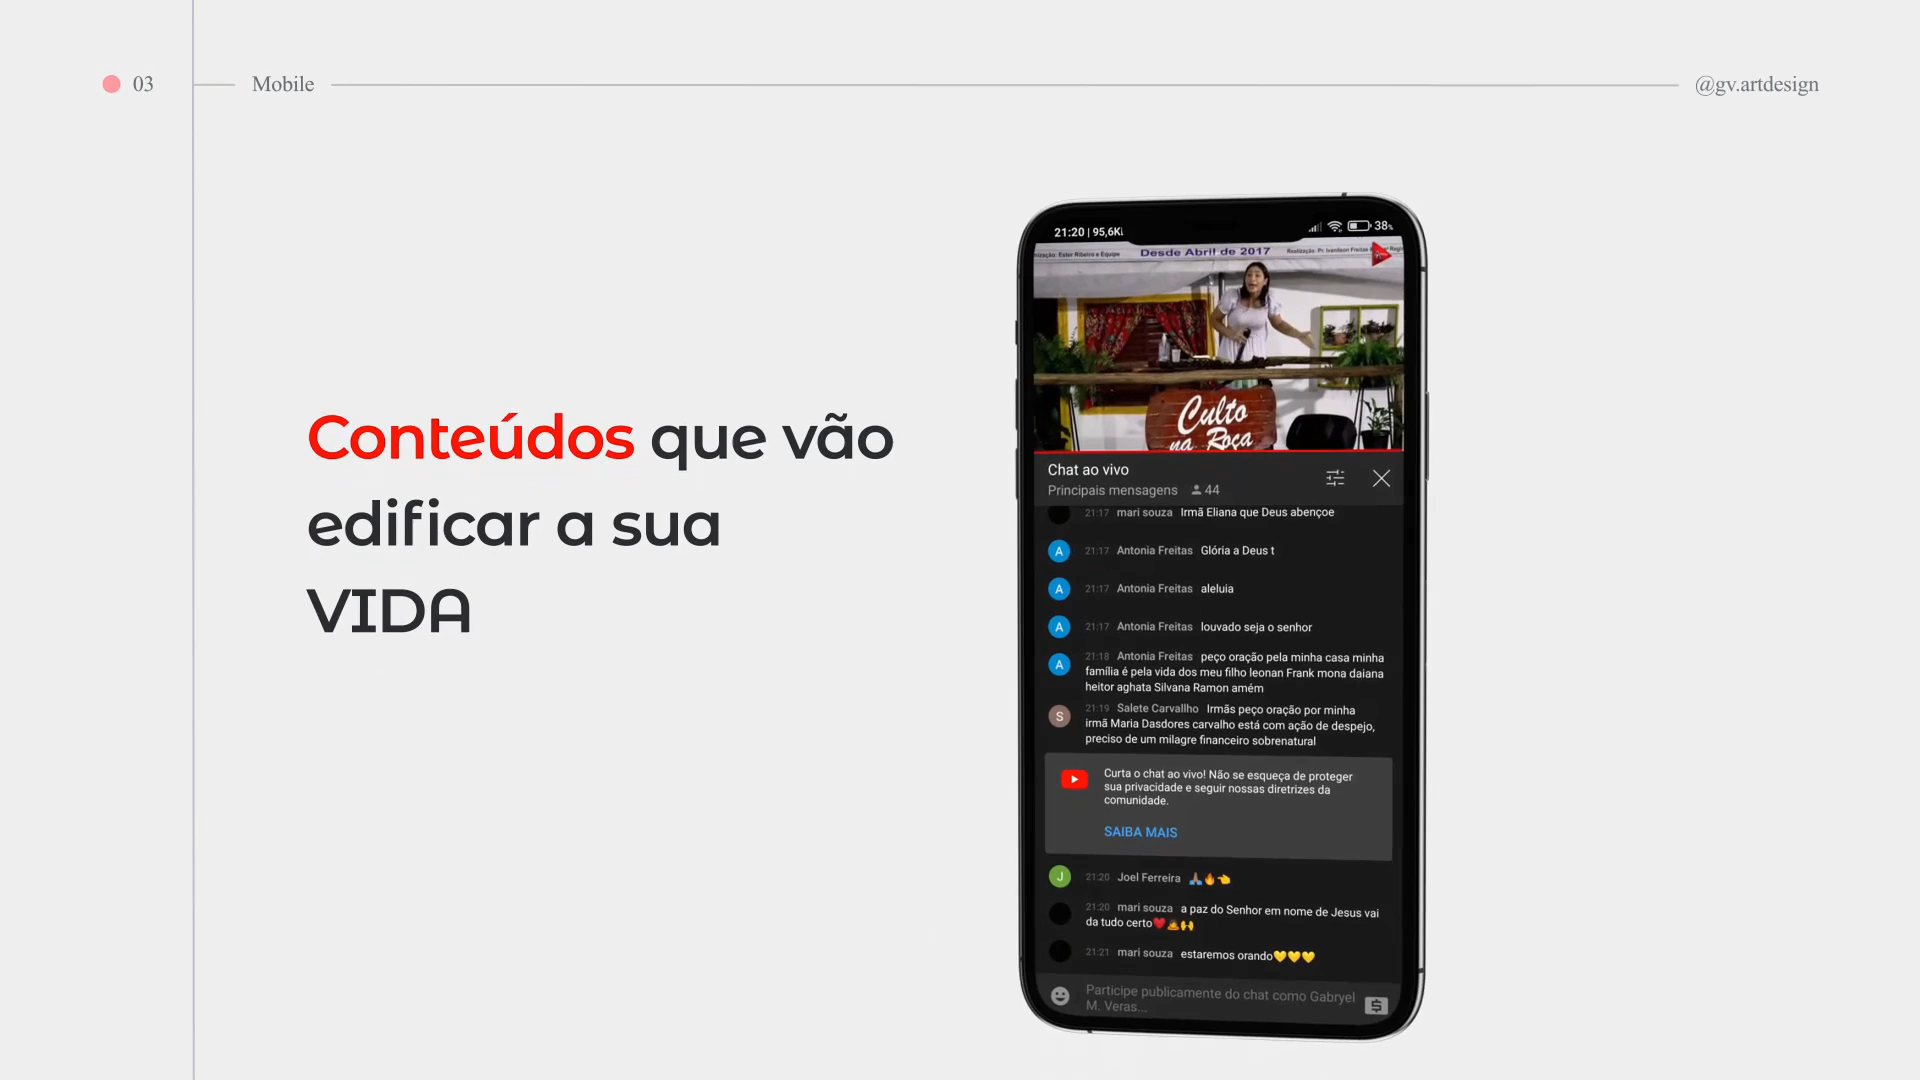 03
Mobile
@gv.artdesign
Conteúdos que vão
edificar a sua
VIDA
21:20 | 95,6K
38%
Ester Ribeiro e Equipe
Desde Abril de 2017
Realização: Pr. Ivanilson Freitas
Culto
na Roça
Chat ao vivo
Principais mensagens 44
21:17 mari souza Irmã Eliana que Deus abençoe
A 21:17 Antonia Freitas Glória a Deus t
A 21:17 Antonia Freitas aleluia
A 21:17 Antonia Freitas louvado seja o senhor
A 21:18 Antonia Freitas peço oração pela minha casa minha
família é pela vida dos meu filho leonan Frank mona daiana
heitor aghata Silvana Ramon amém
S 21:19 Salete Carvallho Irmãs peço oração por minha
irmã Maria Dasdores carvalho está com ação de despejo,
preciso de um milagre financeiro sobrenatural
Curta o chat ao vivo! Não se esqueça de proteger
sua privacidade e seguir nossas diretrizes da
comunidade.
SAIBA MAIS
J 21:20 Joel Ferreira 🙏🏽🔥👈
21:20 mari souza a paz do Senhor em nome de Jesus vai
da tudo certo❤️🙇🙌
21:21 mari souza estaremos orando💛💛💛
Participe publicamente do chat como Gabryel
M. Veras...